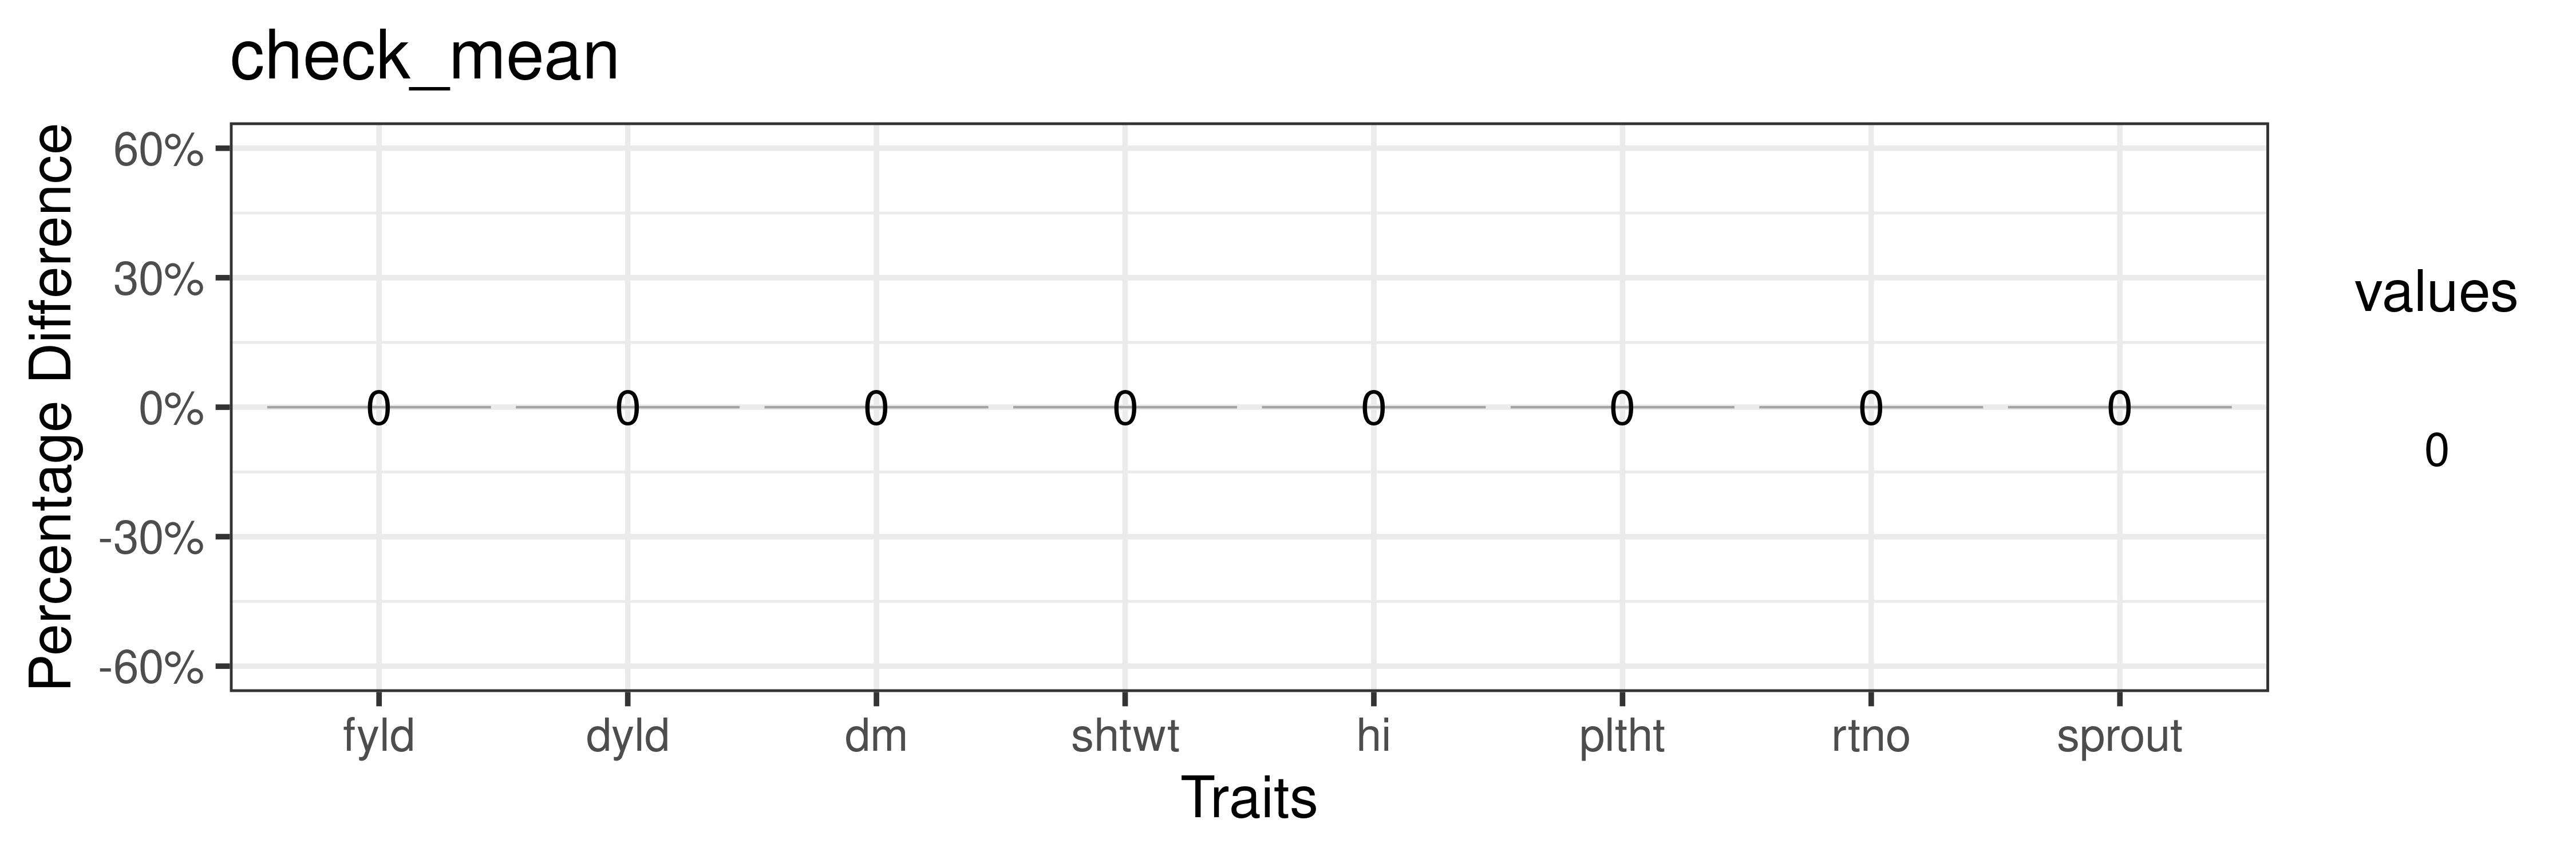 check_mean
Percentage Difference
60%
30%
0%
-30%
-60%
0 0 0 0 0 0 0 0
fyld dyld dm shtwt hi pltht rtno sprout
Traits
values
0